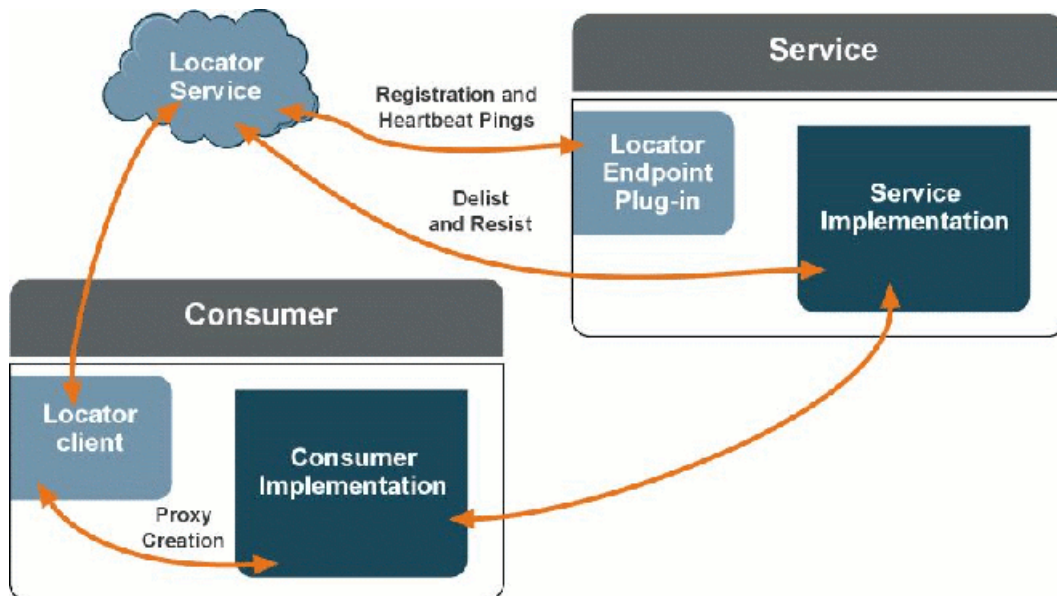 Locator
Service
Service
Registration and
Heartbeat Pings
Locator
Endpoint
Plug-in
Service
Implementation
Delist
and Resist
Consumer
Locator
client
Consumer
Implementation
Proxy
Creation